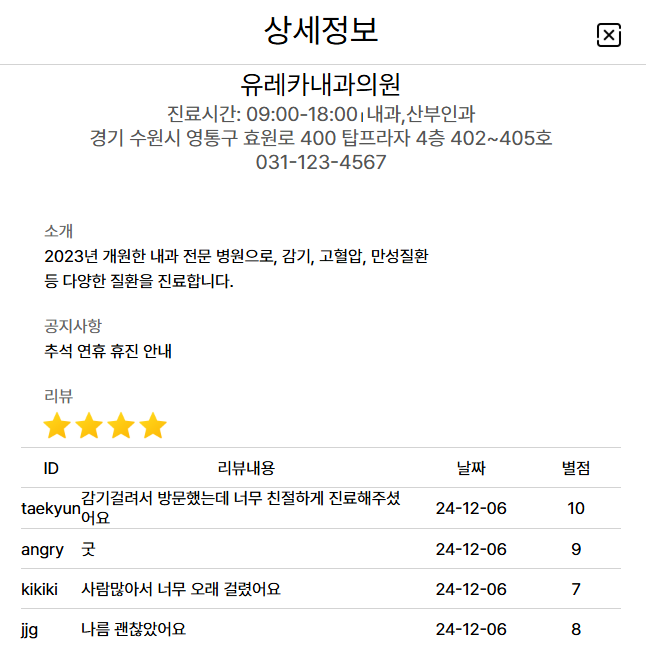 상세정보
유레카내과의원
진료시간: 09:00-18:00 | 내과,산부인과
경기 수원시 영통구 효원로 400 탑프라자 4층 402~405호
031-123-4567
소개
2023년 개원한 내과 전문 병원으로, 감기, 고혈압, 만성질환
등 다양한 질환을 진료합니다.
공지사항
추석 연휴 휴진 안내
리뷰
ID 리뷰내용 날짜 별점
taekyun 감기걸려서 방문했는데 너무 친절하게 진료해주셨
어요 24-12-06 10
angry 굿 24-12-06 9
kikiki 사람많아서 너무 오래 걸렸어요 24-12-06 7
jjg 나름 괜찮았어요 24-12-06 8